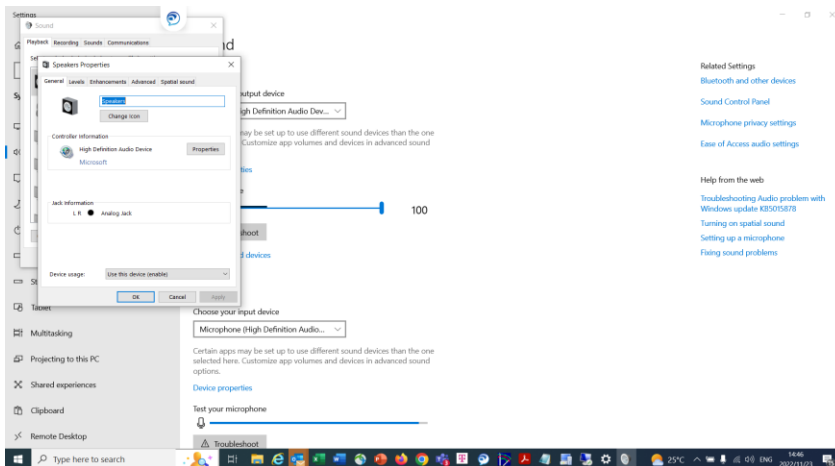 Settings
Sound
Playback Recording Sounds Communications
Speakers Properties
General Levels Enhancements Advanced Spatial sound
Speakers
Change Icon
Controller Information
High Definition Audio Device
Properties
Microsoft
Jack Information
L R Analog Jack
Device usage:
Use this device (enable)
OK Cancel Apply
nd
output device
igh Definition Audio Dev...
may be set up to use different sound devices than the one
Customize app volumes and devices in advanced sound
ties
100
shoot
d devices
Choose your input device
Microphone (High Definition Audio...
Certain apps may be set up to use different sound devices than the one
selected here. Customize app volumes and devices in advanced sound
options.
Device properties
Test your microphone
Troubleshoot
Tablet
Multitasking
Projecting to this PC
Shared experiences
Clipboard
Remote Desktop
Related Settings
Bluetooth and other devices
Sound Control Panel
Microphone privacy settings
Ease of Access audio settings
Help from the web
Troubleshooting Audio problem with
Windows update KB5015878
Turning on spatial sound
Setting up a microphone
Fixing sound problems
Type here to search
25°C
ENG
14:46
2022/11/23